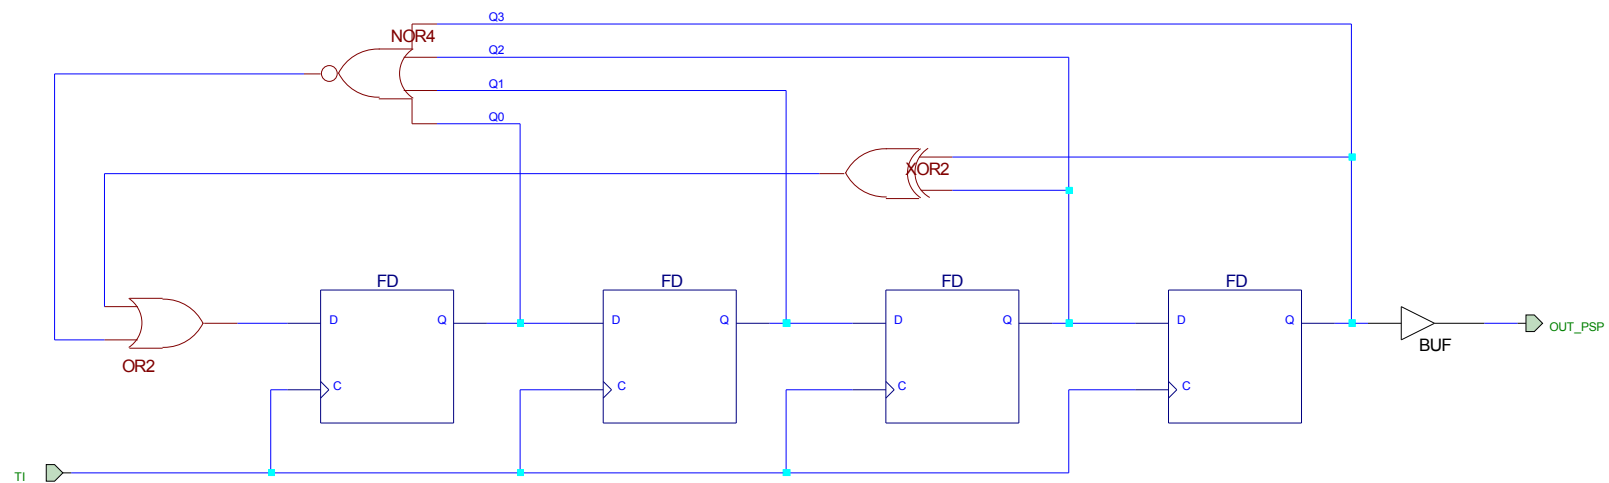 Q3
NOR4
Q2
Q1
Q0
XOR2
FD
FD
FD
FD
D
Q
D
Q
D
Q
D
Q
OUT_PSP
BUF
OR2
C
C
C
C
TI